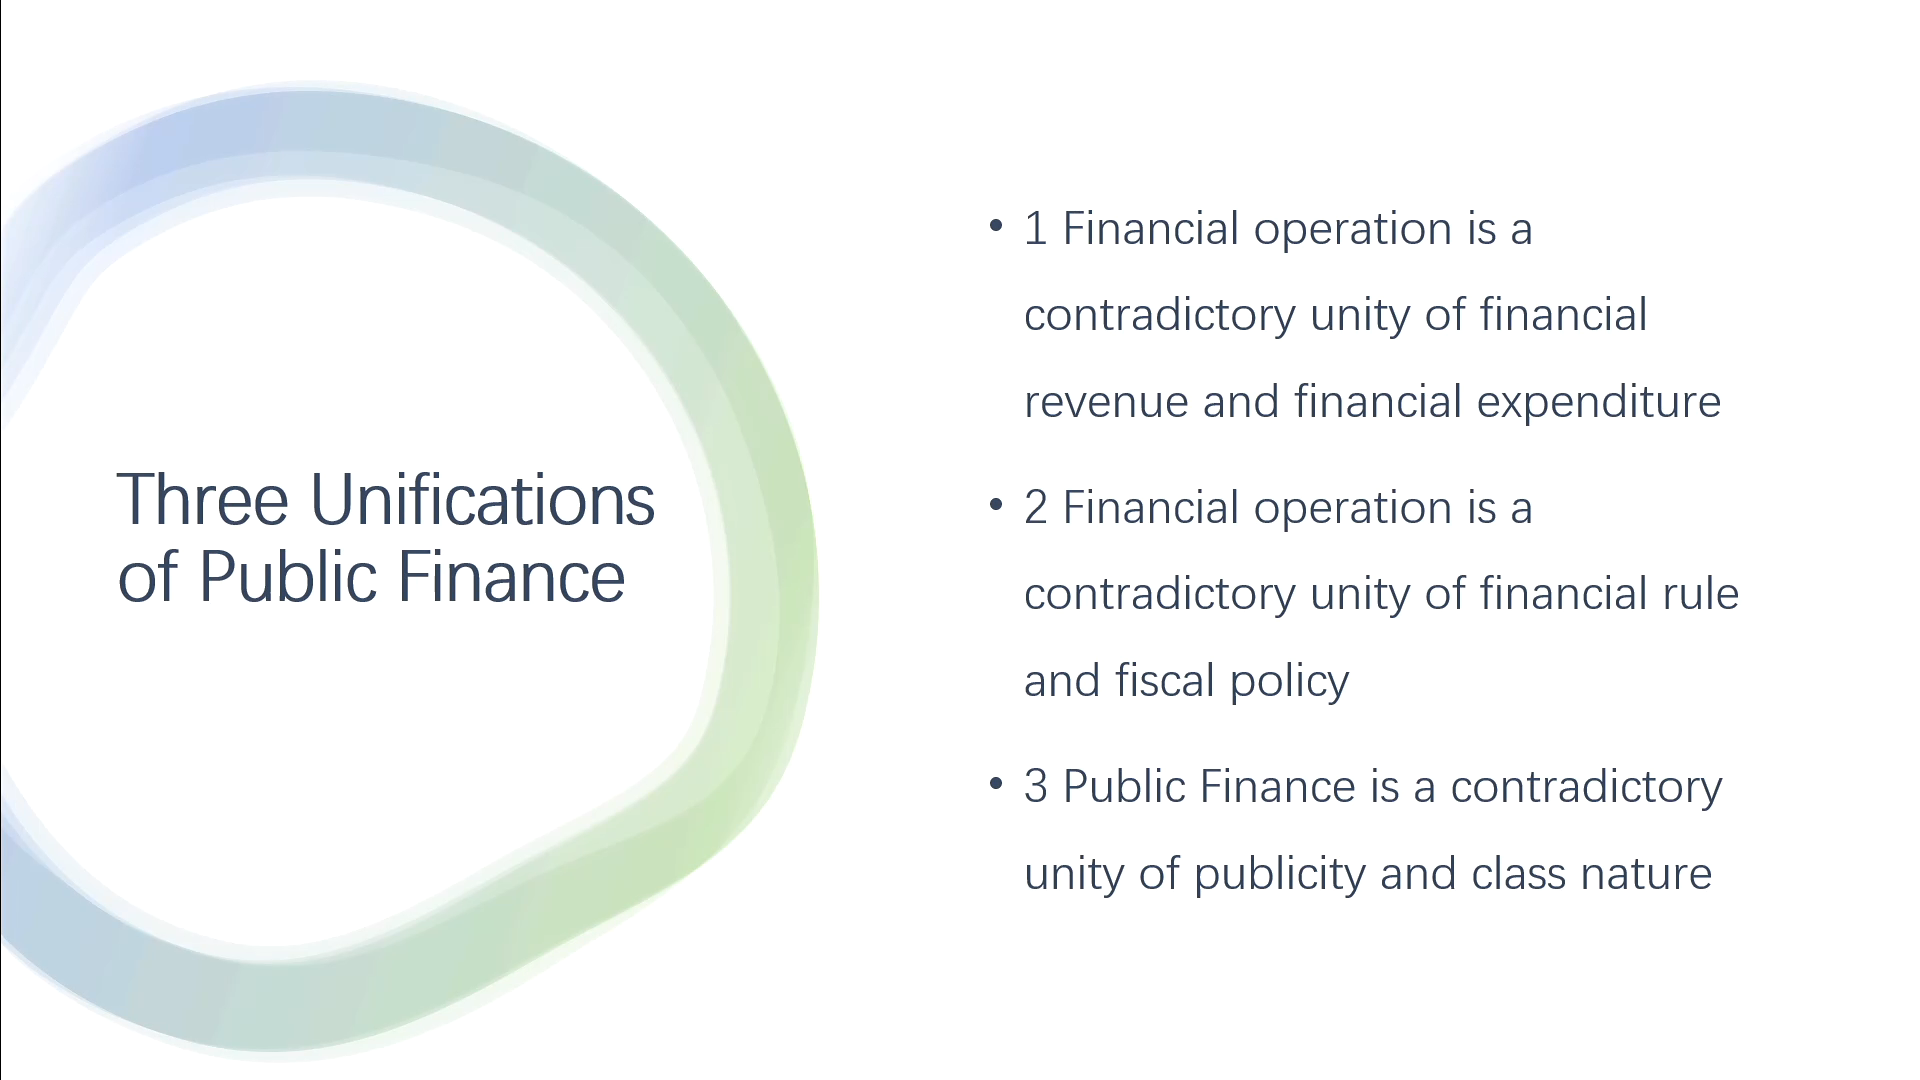 Three Unifications
of Public Finance
• 1 Financial operation is a
contradictory unity of financial
revenue and financial expenditure
• 2 Financial operation is a
contradictory unity of financial rule
and fiscal policy
• 3 Public Finance is a contradictory
unity of publicity and class nature